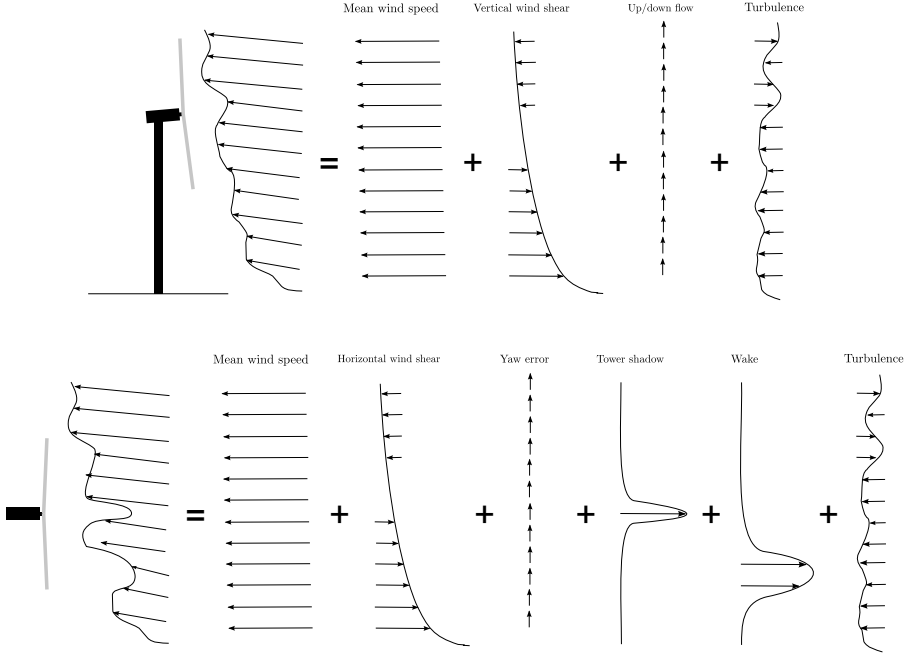 Mean wind speed
Vertical wind shear
Up/down flow
Turbulence
= + + +
Mean wind speed
Horizontal wind shear
Yaw error
Tower shadow
Wake
Turbulence
= + + + + +